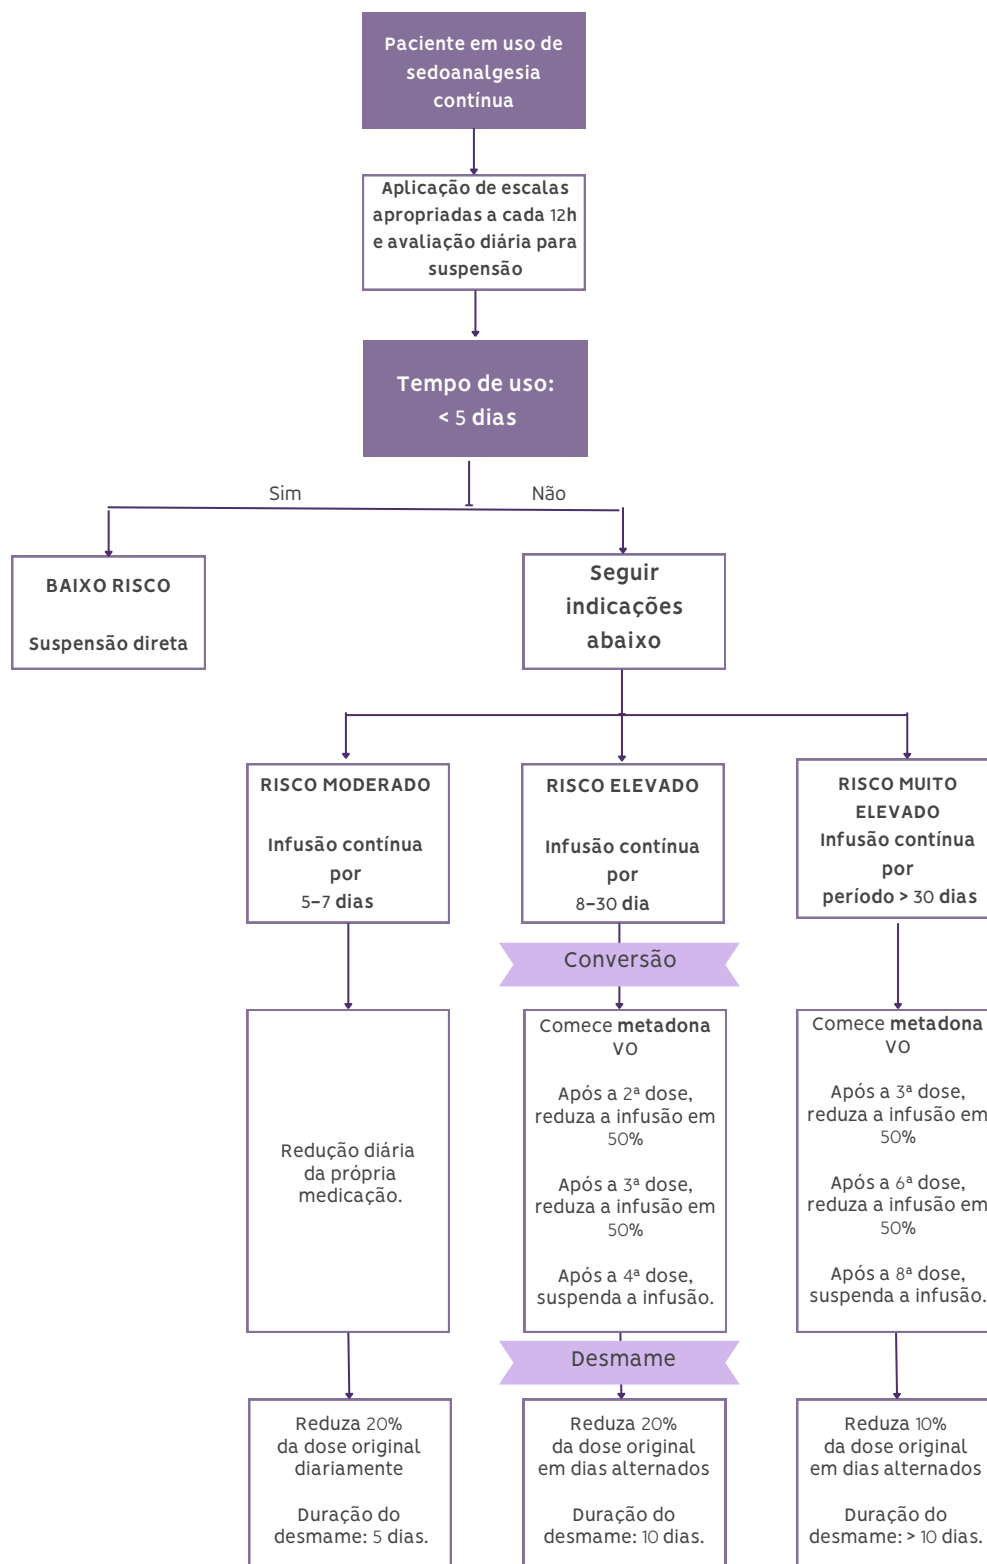 Paciente em uso de
sedoanalgesia
contínua
Aplicação de escalas
apropriadas a cada 12h
e avaliação diária para
suspensão
Tempo de uso:
< 5 dias
Sim
Não
BAIXO RISCO
Suspensão direta
Seguir
indicações
abaixo
RISCO MODERADO
Infusão contínua
por
5–7 dias
RISCO ELEVADO
Infusão contínua
por
8–30 dia
RISCO MUITO
ELEVADO
Infusão contínua
por
período > 30 dias
Conversão
Redução diária
da própria
medicação.
Comece metadona
VO
Após a 2ª dose,
reduza a infusão em
50%
Após a 3ª dose,
reduza a infusão em
50%
Após a 4ª dose,
suspenda a infusão.
Comece metadona
VO
Após a 3ª dose,
reduza a infusão em
50%
Após a 6ª dose,
reduza a infusão em
50%
Após a 8ª dose,
suspenda a infusão.
Desmame
Reduza 20%
da dose original
diariamente
Duração do
desmame: 5 dias.
Reduza 20%
da dose original
em dias alternados
Duração do
desmame: 10 dias.
Reduza 10%
da dose original
em dias alternados
Duração do
desmame: > 10 dias.